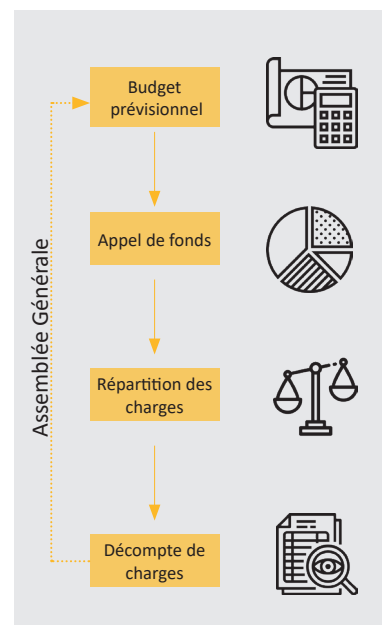 Budget
prévisionnel
Appel de fonds
Répartition des
charges
Décompte de
charges
Assemblée Générale